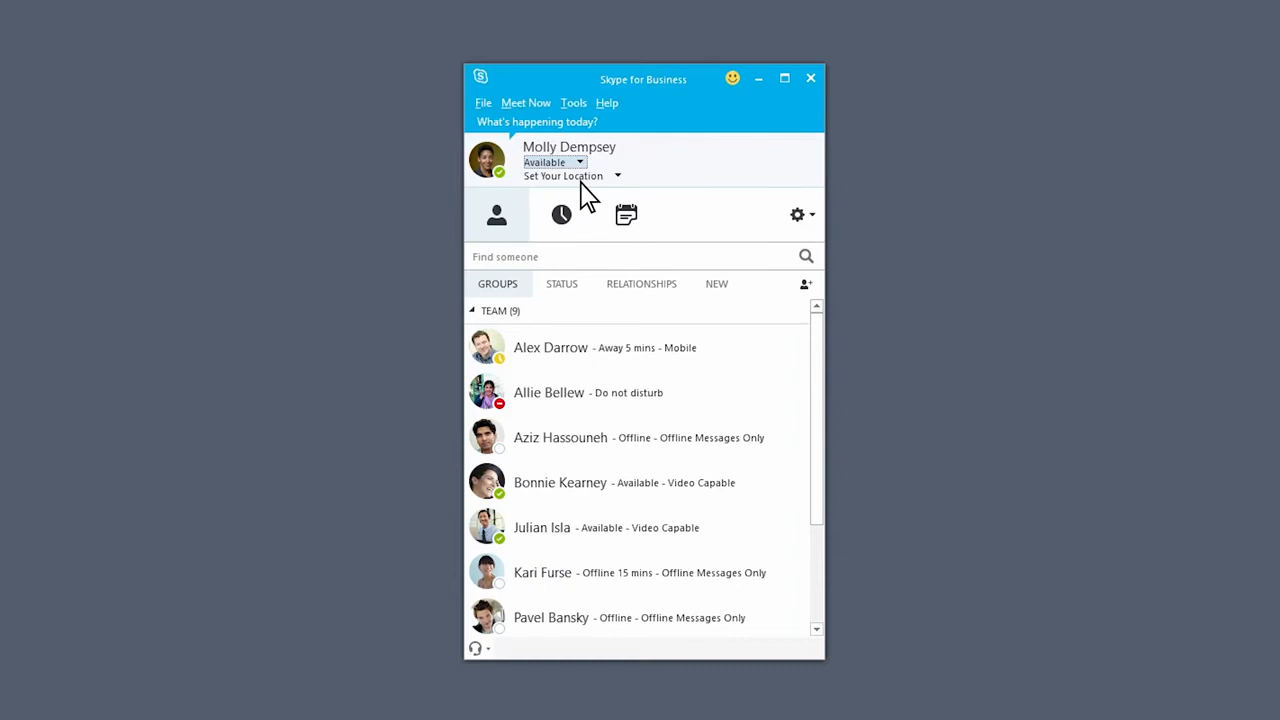 Skype for Business
File Meet Now Tools Help
What's happening today?
Molly Dempsey
Available
Set Your Location
Find someone
GROUPS STATUS RELATIONSHIPS NEW
TEAM (9)
Alex Darrow - Away 5 mins - Mobile
Allie Bellew - Do not disturb
Aziz Hassouneh - Offline - Offline Messages Only
Bonnie Kearney - Available - Video Capable
Julian Isla - Available - Video Capable
Kari Furse - Offline 15 mins - Offline Messages Only
Pavel Bansky - Offline - Offline Messages Only